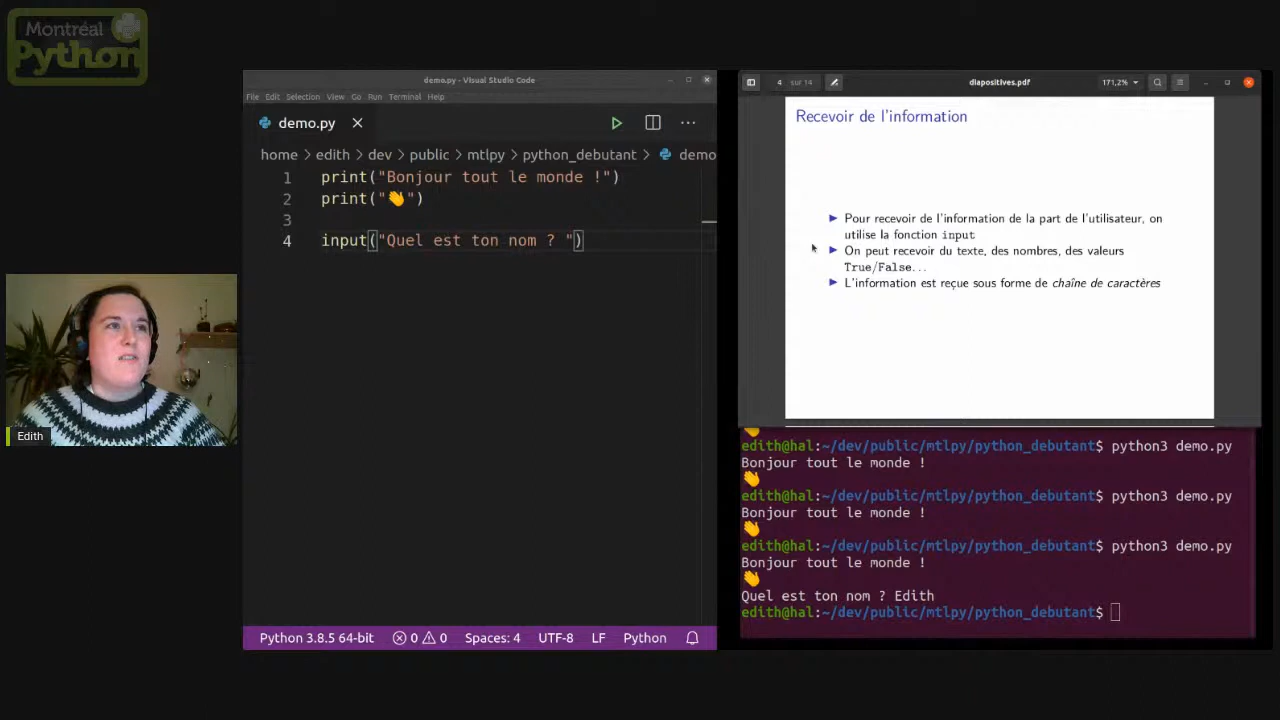 Montréal
Python
demo.py - Visual Studio Code
File Edit Selection View Go Run Terminal Help
demo.py
home > edith > dev > public > mtlpy > python_debutant > demo
1 print("Bonjour tout le monde !")
2 print("👋")
3
4 input("Quel est ton nom ? ")
Python 3.8.5 64-bit 0 0 Spaces: 4 UTF-8 LF Python
Edith
4 sur 14 diapositives.pdf 171,2%
Recevoir de l'information
Pour recevoir de l'information de la part de l'utilisateur, on
utilise la fonction input
On peut recevoir du texte, des nombres, des valeurs
True/False...
L'information est reçue sous forme de chaîne de caractères
👋
edith@hal:~/dev/public/mtlpy/python_debutant$ python3 demo.py
Bonjour tout le monde !
👋
edith@hal:~/dev/public/mtlpy/python_debutant$ python3 demo.py
Bonjour tout le monde !
👋
edith@hal:~/dev/public/mtlpy/python_debutant$ python3 demo.py
Bonjour tout le monde !
👋
Quel est ton nom ? Edith
edith@hal:~/dev/public/mtlpy/python_debutant$